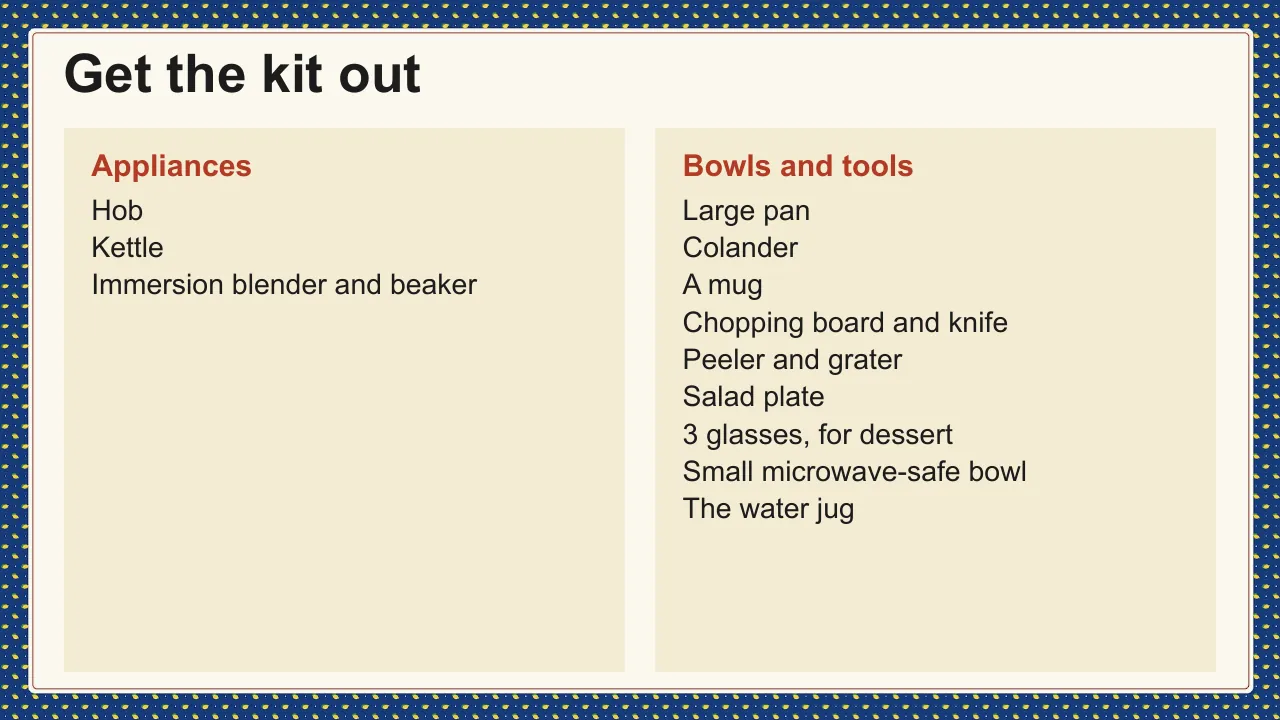 Get the kit out
Appliances
Hob
Kettle
Immersion blender and beaker
Bowls and tools
Large pan
Colander
A mug
Chopping board and knife
Peeler and grater
Salad plate
3 glasses, for dessert
Small microwave-safe bowl
The water jug